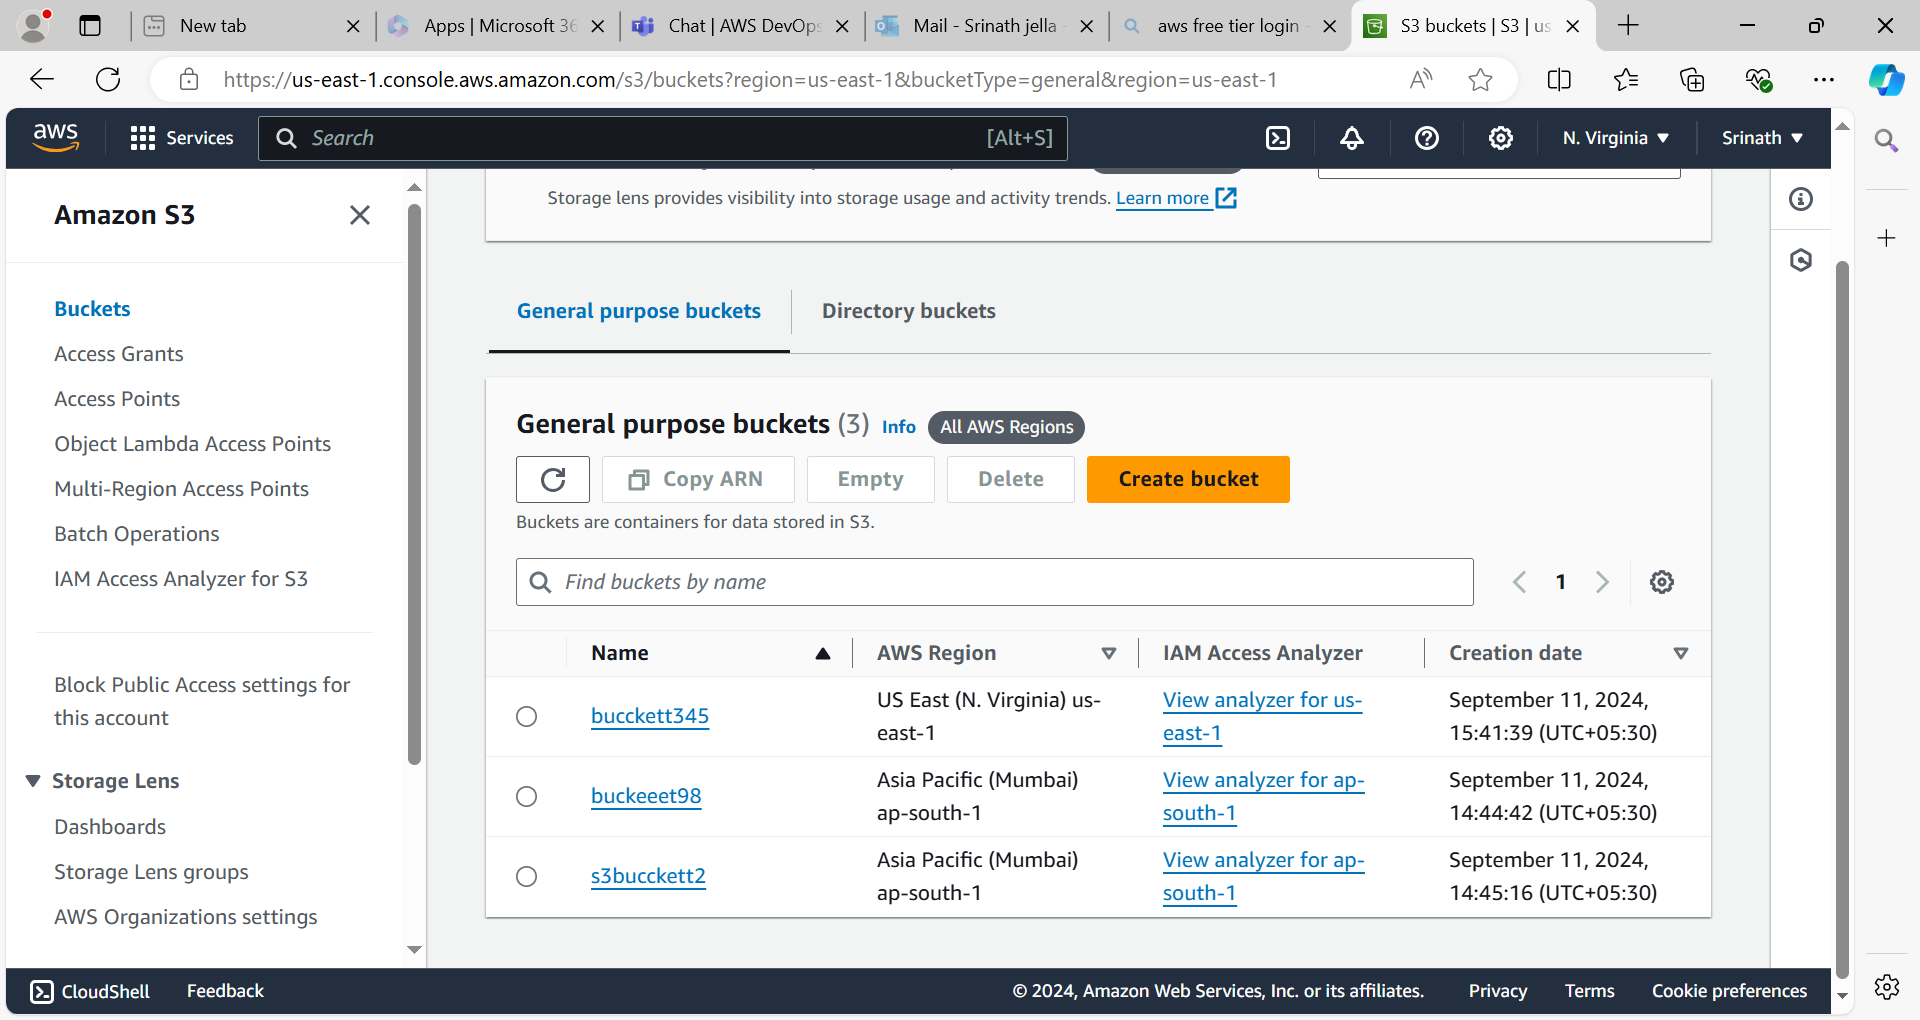 New tab
Apps | Microsoft 36
Chat | AWS DevOps
Mail - Srinath jella -
aws free tier login -
S3 buckets | S3 | us
https://us-east-1.console.aws.amazon.com/s3/buckets?region=us-east-1&bucketType=general&region=us-east-1
aws
Services
Search
[Alt+S]
N. Virginia
Srinath
Amazon S3
Buckets
Access Grants
Access Points
Object Lambda Access Points
Multi-Region Access Points
Batch Operations
IAM Access Analyzer for S3
Block Public Access settings for
this account
Storage Lens
Dashboards
Storage Lens groups
AWS Organizations settings
Storage lens provides visibility into storage usage and activity trends. Learn more
General purpose buckets
Directory buckets
General purpose buckets (3) Info All AWS Regions
Copy ARN
Empty
Delete
Create bucket
Buckets are containers for data stored in S3.
Find buckets by name
1
Name
AWS Region
IAM Access Analyzer
Creation date
bucckett345
US East (N. Virginia) us-
east-1
View analyzer for us-
east-1
September 11, 2024,
15:41:39 (UTC+05:30)
buckeeet98
Asia Pacific (Mumbai)
ap-south-1
View analyzer for ap-
south-1
September 11, 2024,
14:44:42 (UTC+05:30)
s3bucckett2
Asia Pacific (Mumbai)
ap-south-1
View analyzer for ap-
south-1
September 11, 2024,
14:45:16 (UTC+05:30)
CloudShell
Feedback
© 2024, Amazon Web Services, Inc. or its affiliates.
Privacy
Terms
Cookie preferences